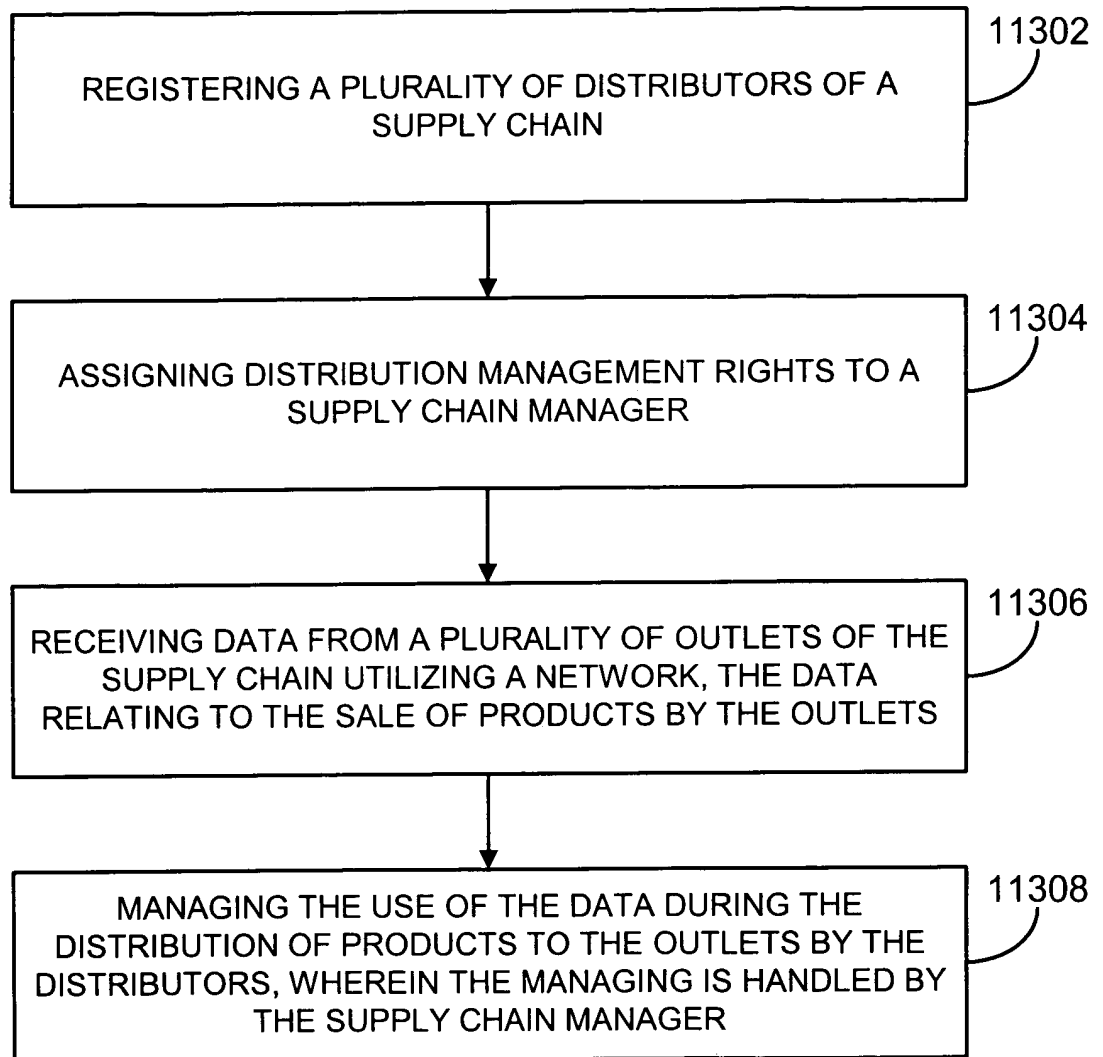 11302
REGISTERING A PLURALITY OF DISTRIBUTORS OF A
SUPPLY CHAIN
11304
ASSIGNING DISTRIBUTION MANAGEMENT RIGHTS TO A
SUPPLY CHAIN MANAGER
11306
RECEIVING DATA FROM A PLURALITY OF OUTLETS OF THE
SUPPLY CHAIN UTILIZING A NETWORK, THE DATA
RELATING TO THE SALE OF PRODUCTS BY THE OUTLETS
11308
MANAGING THE USE OF THE DATA DURING THE
DISTRIBUTION OF PRODUCTS TO THE OUTLETS BY THE
DISTRIBUTORS, WHEREIN THE MANAGING IS HANDLED BY
THE SUPPLY CHAIN MANAGER